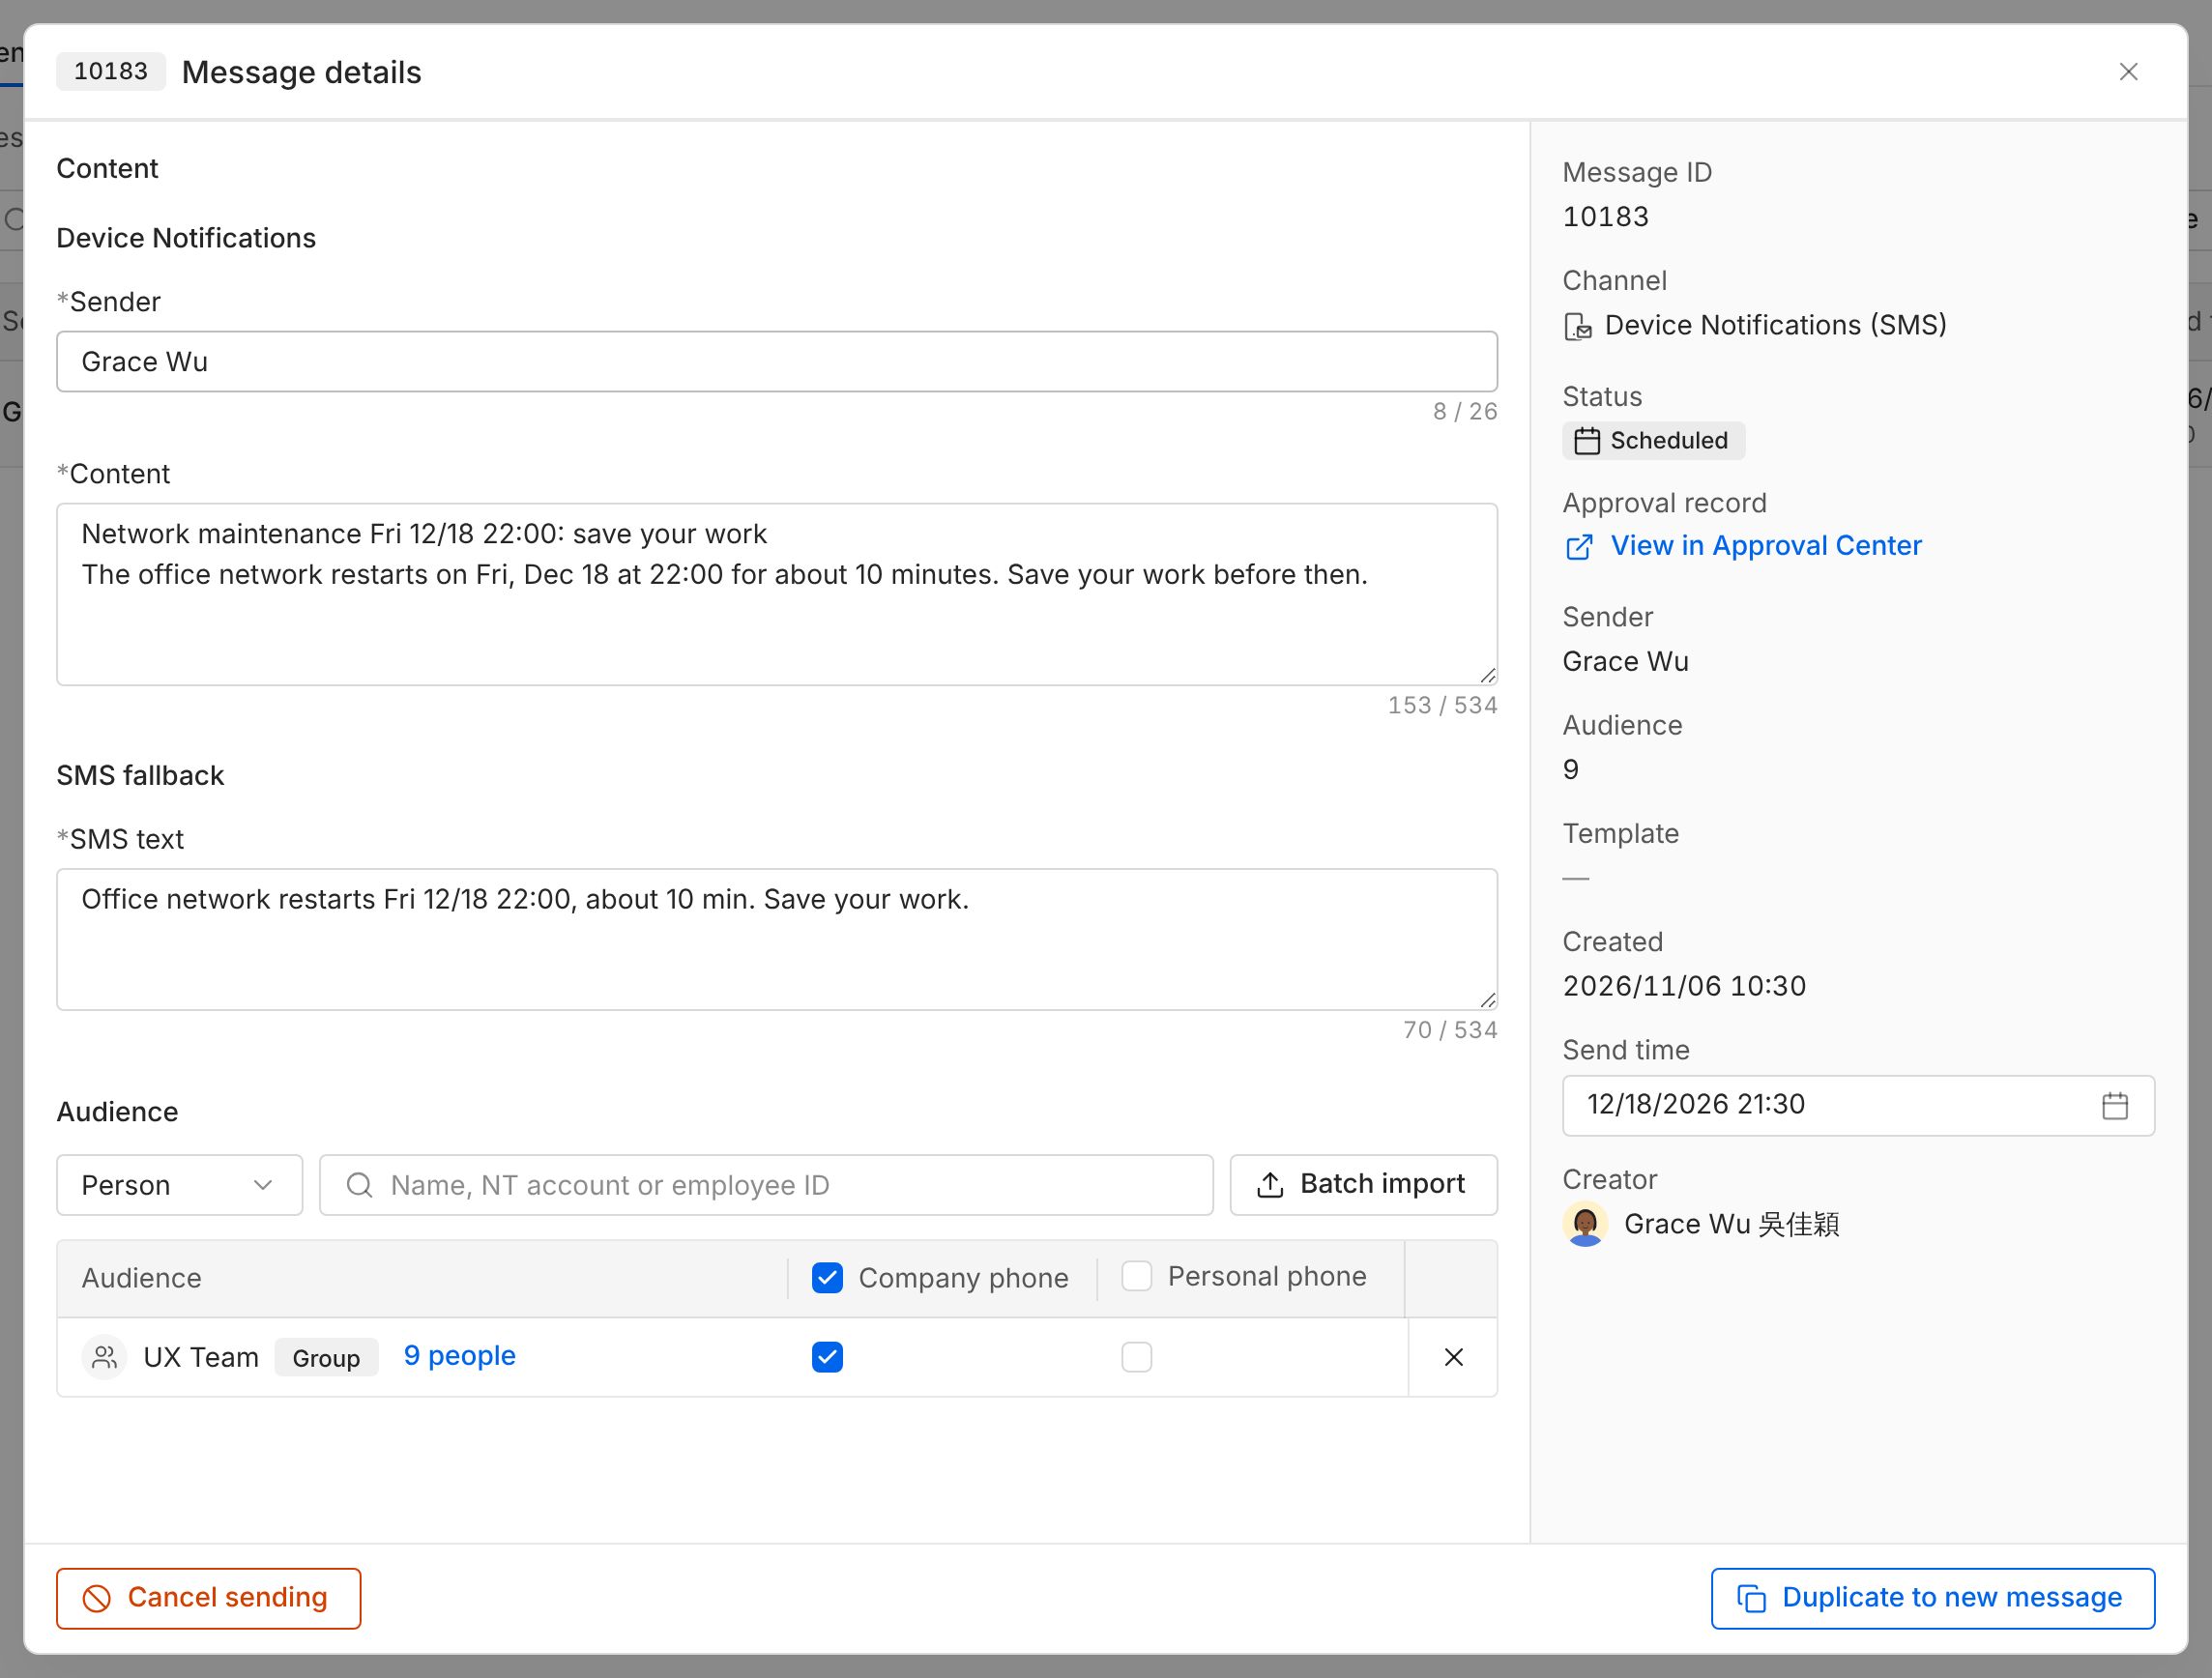 10183 Message details
Content
Device Notifications
*Sender
Grace Wu
8 / 26
*Content
Network maintenance Fri 12/18 22:00: save your work
The office network restarts on Fri, Dec 18 at 22:00 for about 10 minutes. Save your work before then.
153 / 534
SMS fallback
*SMS text
Office network restarts Fri 12/18 22:00, about 10 min. Save your work.
70 / 534
Audience
Person
Name, NT account or employee ID
Batch import
Audience Company phone Personal phone
UX Team Group 9 people
Message ID
10183
Channel
Device Notifications (SMS)
Status
Scheduled
Approval record
View in Approval Center
Sender
Grace Wu
Audience
9
Template
—
Created
2026/11/06 10:30
Send time
12/18/2026 21:30
Creator
Grace Wu 吳佳穎
Cancel sending
Duplicate to new message